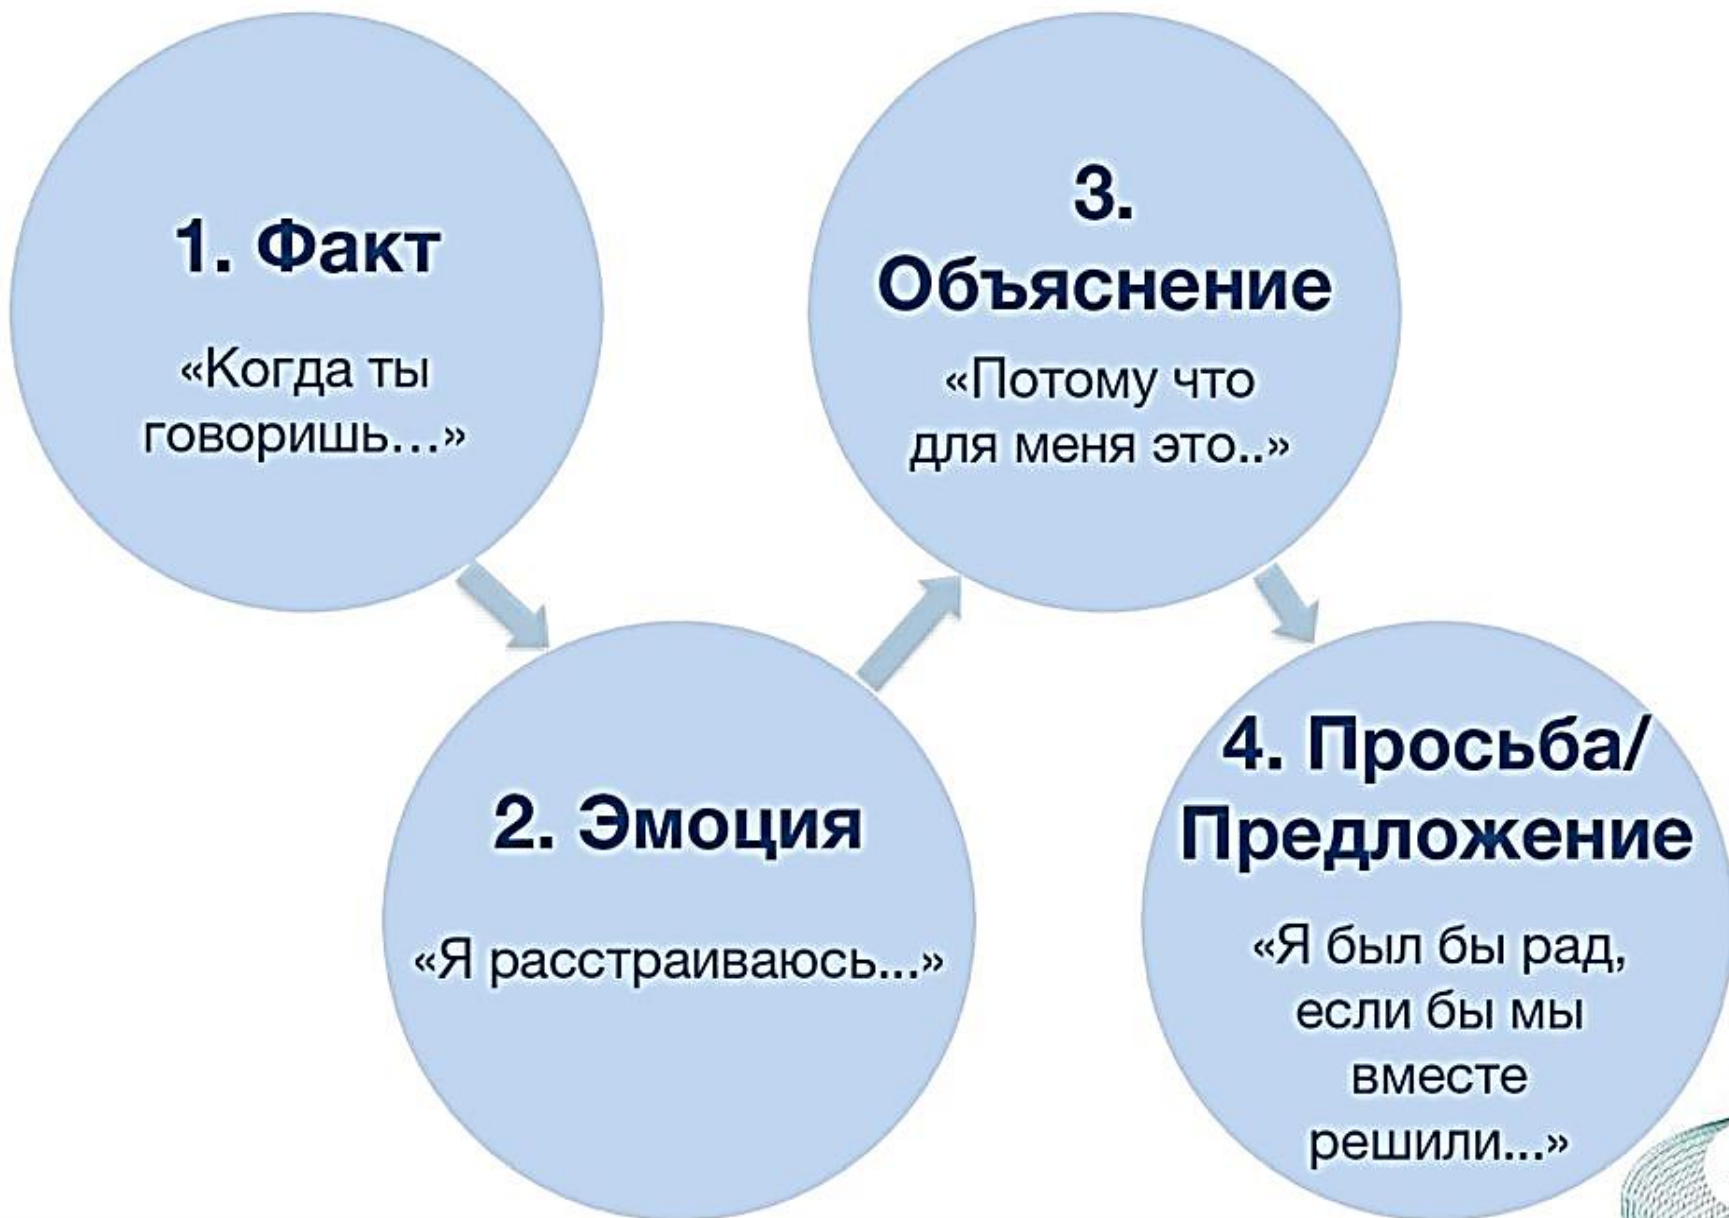 1. Факт
«Когда ты
говоришь...»
2. Эмоция
«Я расстраиваюсь...»
3.
Объяснение
«Потому что
для меня это..»
4. Просьба/
Предложение
«Я был бы рад,
если бы мы
вместе
решили...»